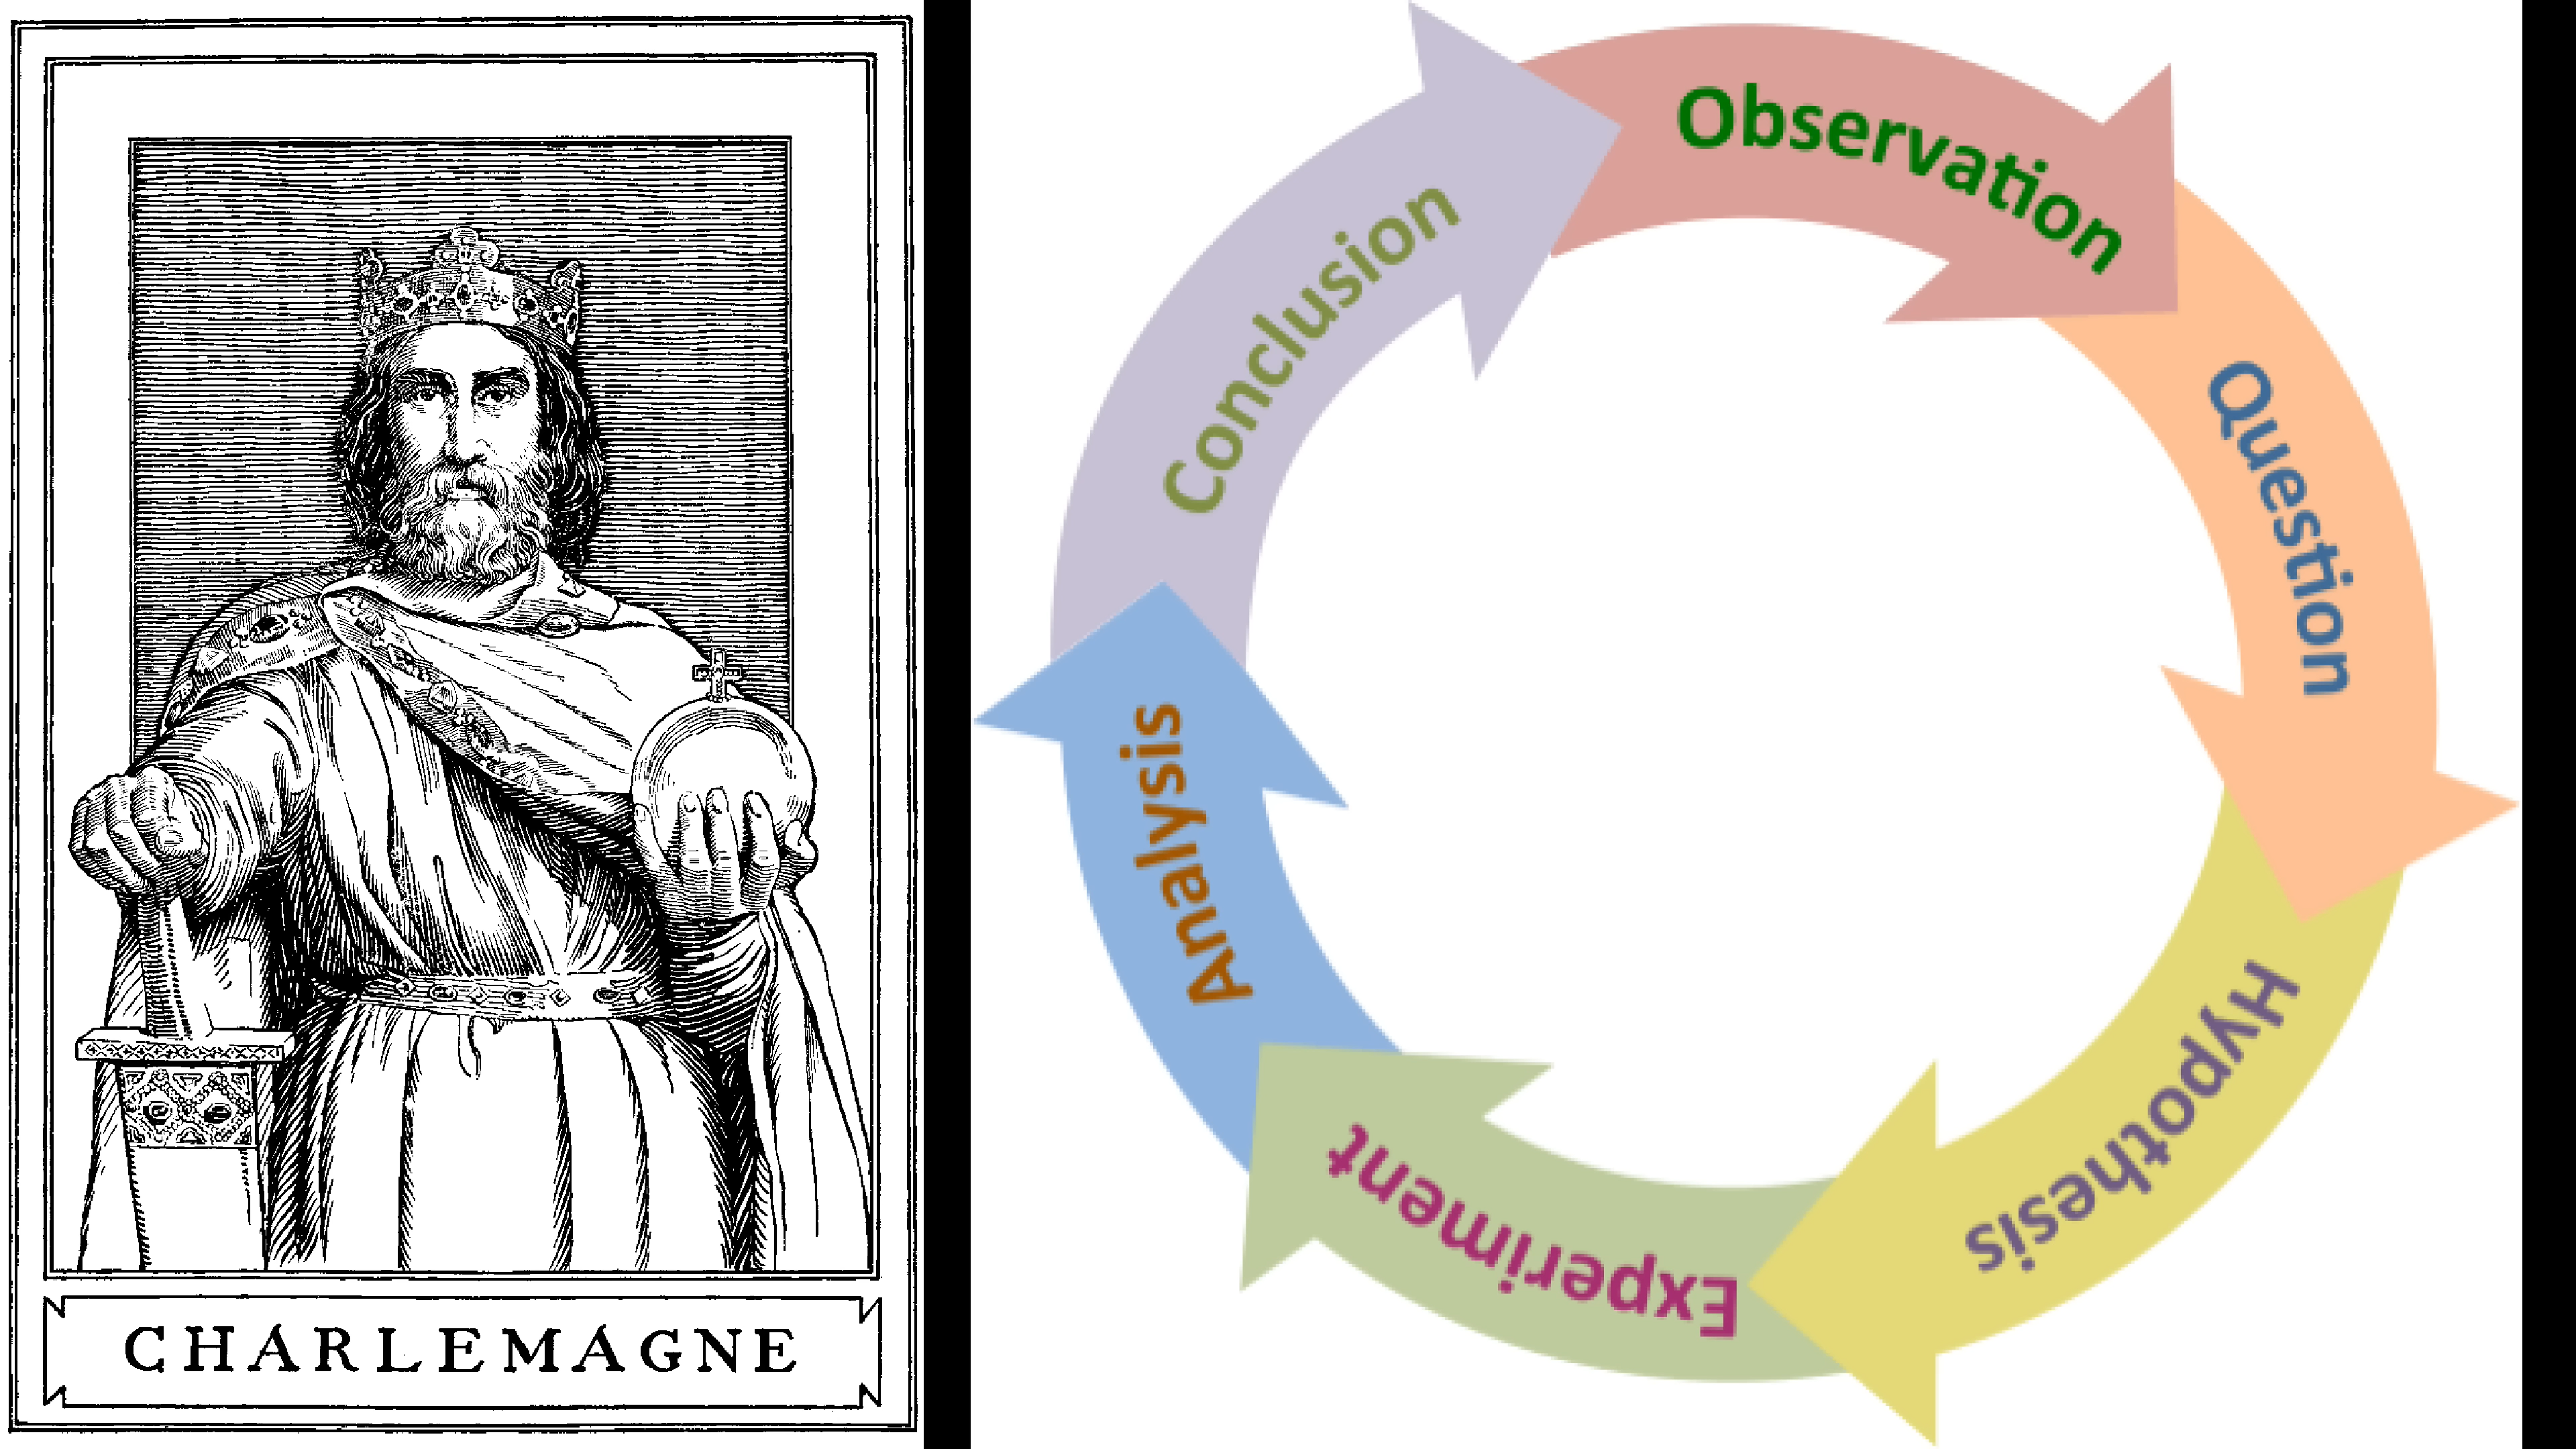 CHARLEMAGNE
Observation
Question
Hypothesis
Experiment
Analysis
Conclusion